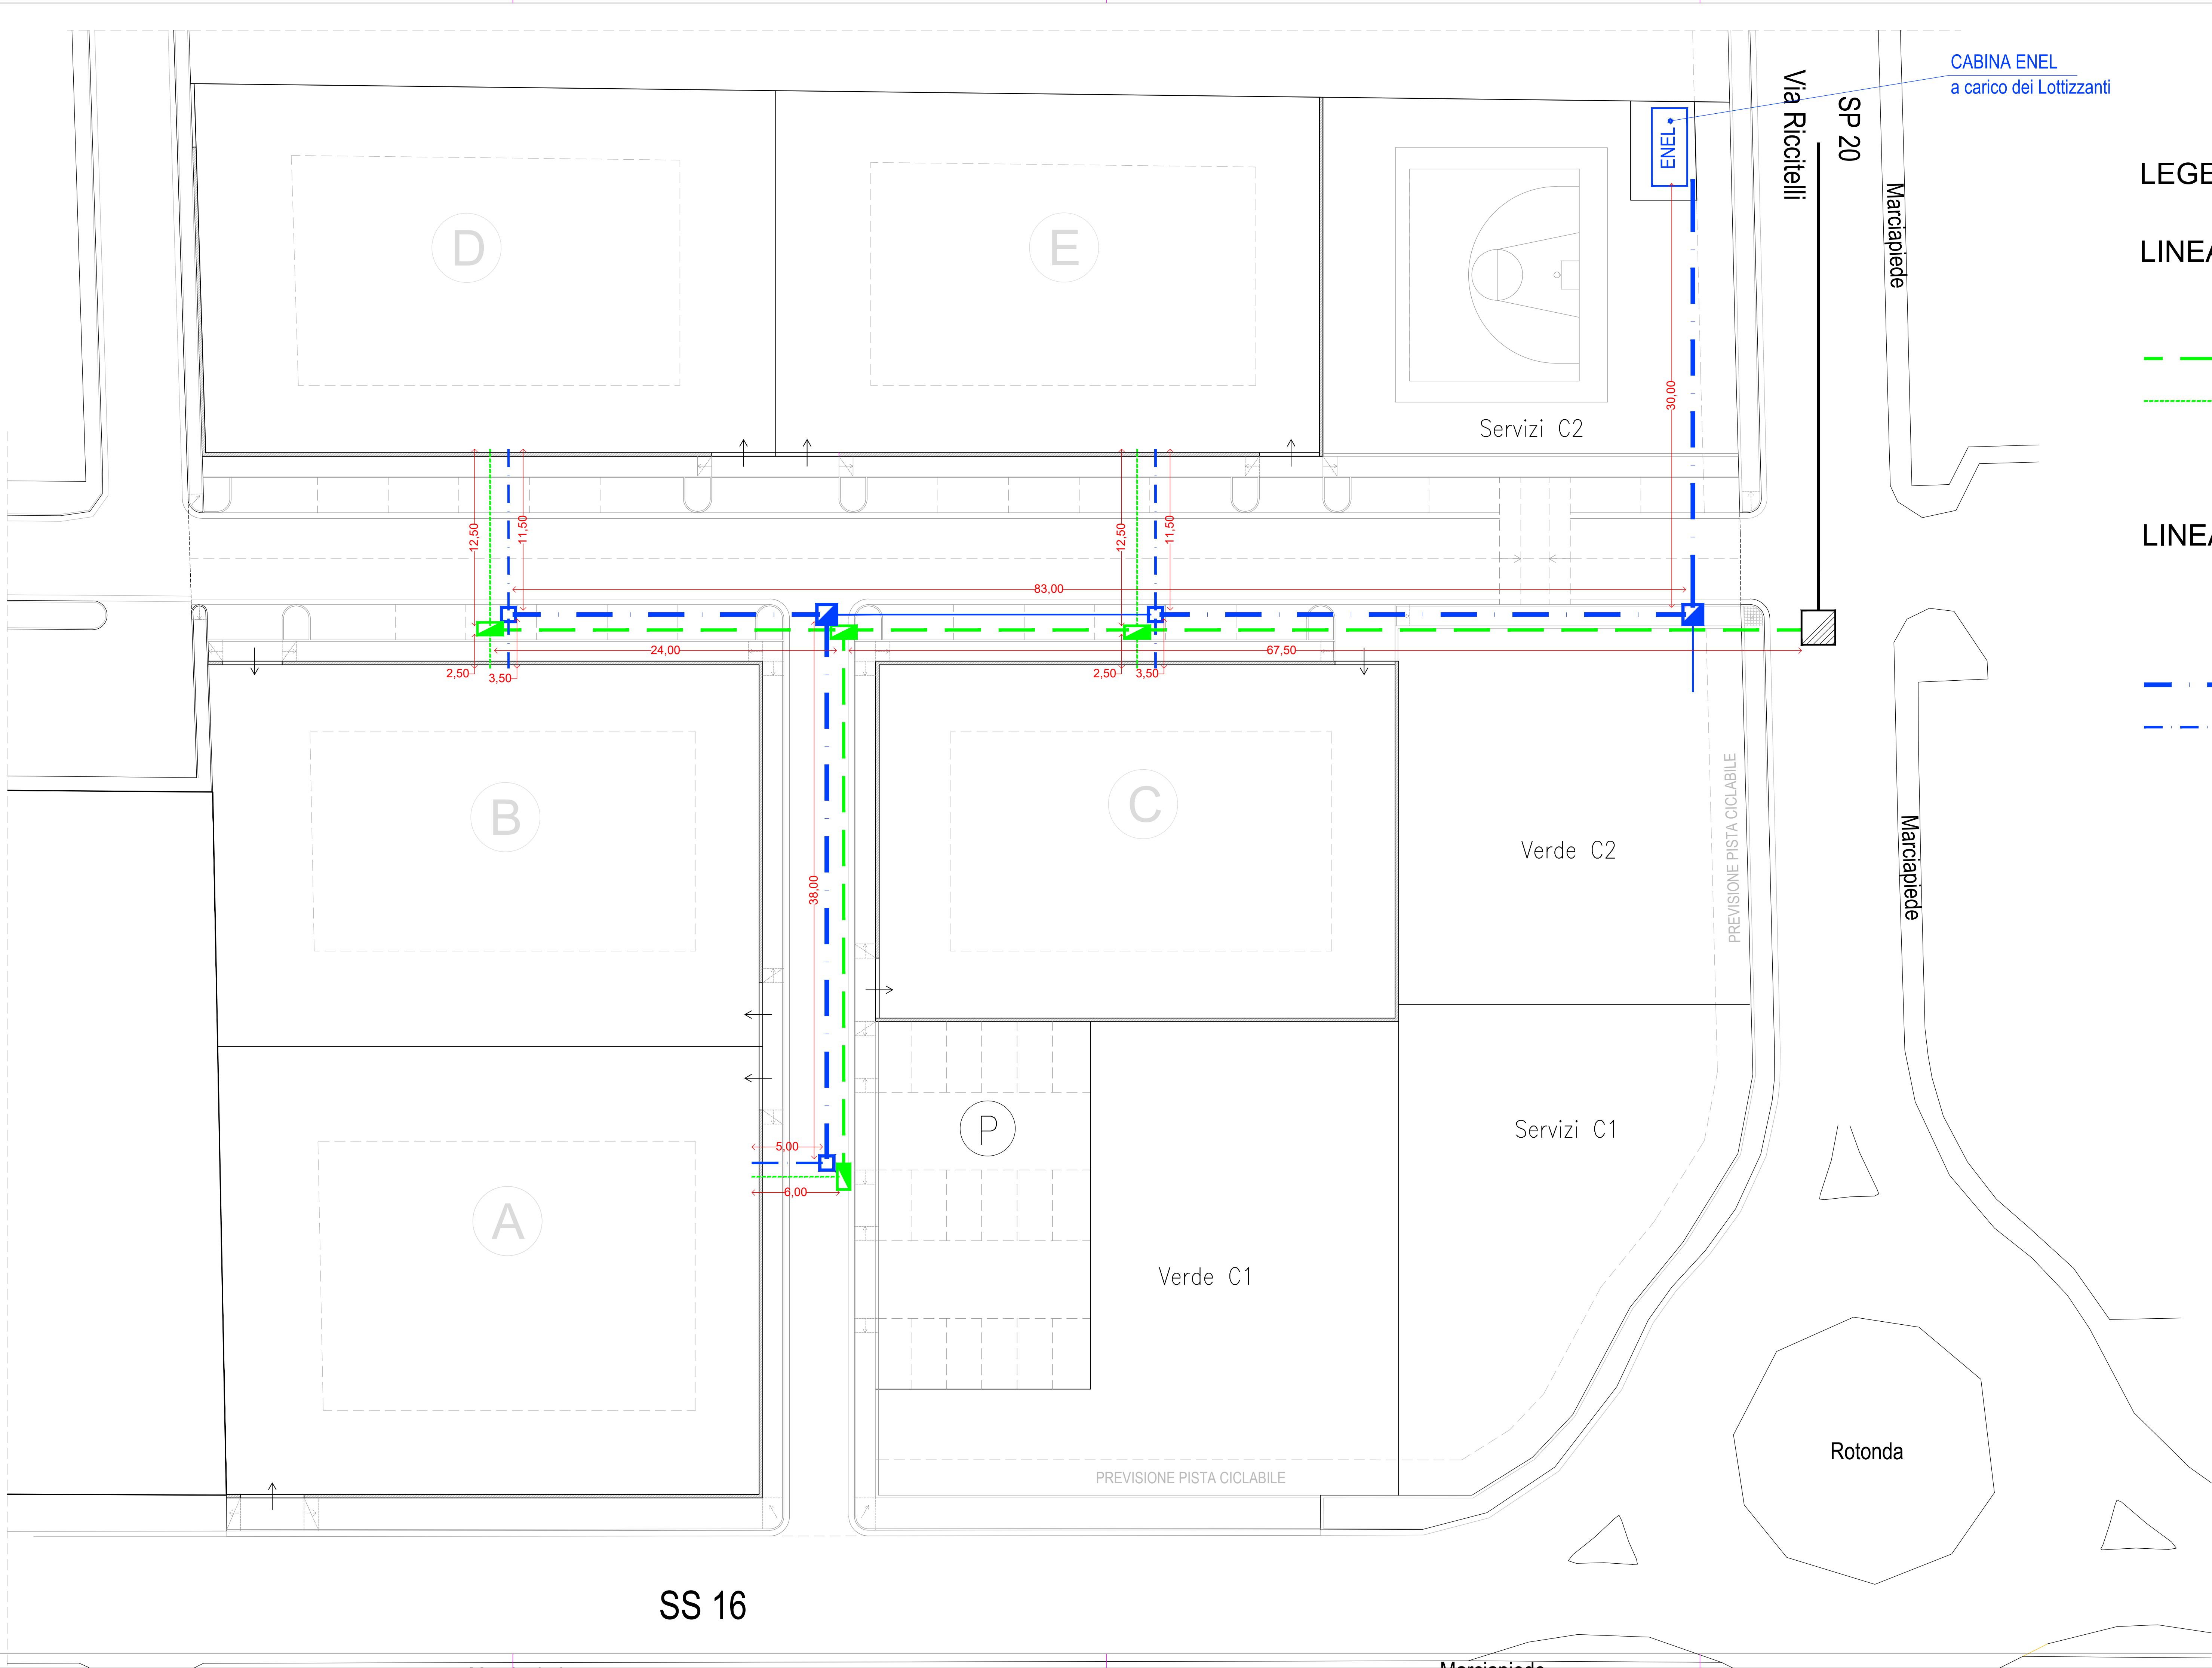 CABINA ENEL
a carico dei Lottizzanti
ENEL
Via Riccitelli
SP 20
Marciapiede
LEGE
LINEA
D
E
Servizi C2
30,00
12,50
11,50
12,50
11,50
83,00
LINEA
24,00
67,50
2,50
3,50
2,50
3,50
B
C
38,00
Verde C2
PREVISIONE PISTA CICLABILE
Marciapiede
P
Servizi C1
5,00
6,00
A
Verde C1
Rotonda
PREVISIONE PISTA CICLABILE
SS 16
Marciapiede